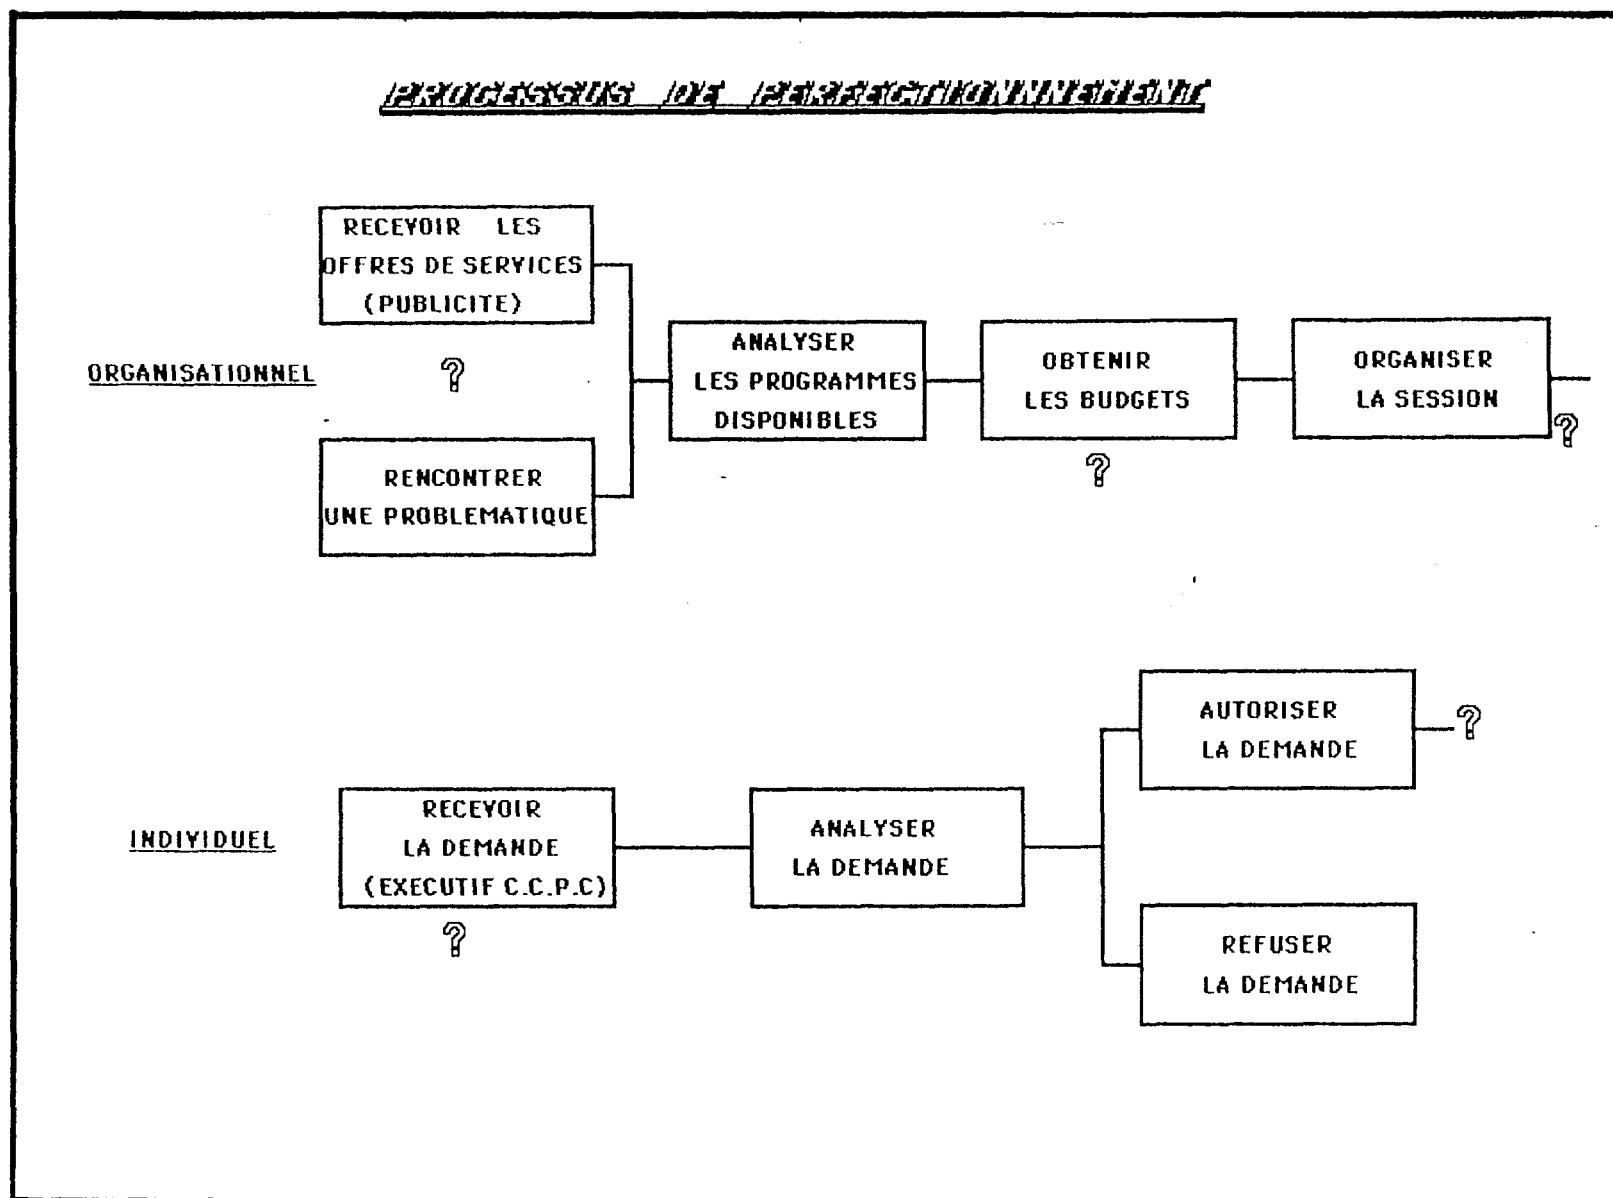 PROCESSUS DE PERFECTIONNNEMENT
RECEVOIR LES
OFFRES DE SERVICES
(PUBLICITE)
ORGANISATIONNEL
?
RENCONTRER
UNE PROBLEMATIQUE
ANALYSER
LES PROGRAMMES
DISPONIBLES
OBTENIR
LES BUDGETS
?
ORGANISER
LA SESSION
?
INDIVIDUEL
RECEVOIR
LA DEMANDE
(EXECUTIF C.C.P.C)
?
ANALYSER
LA DEMANDE
AUTORISER
LA DEMANDE
?
REFUSER
LA DEMANDE